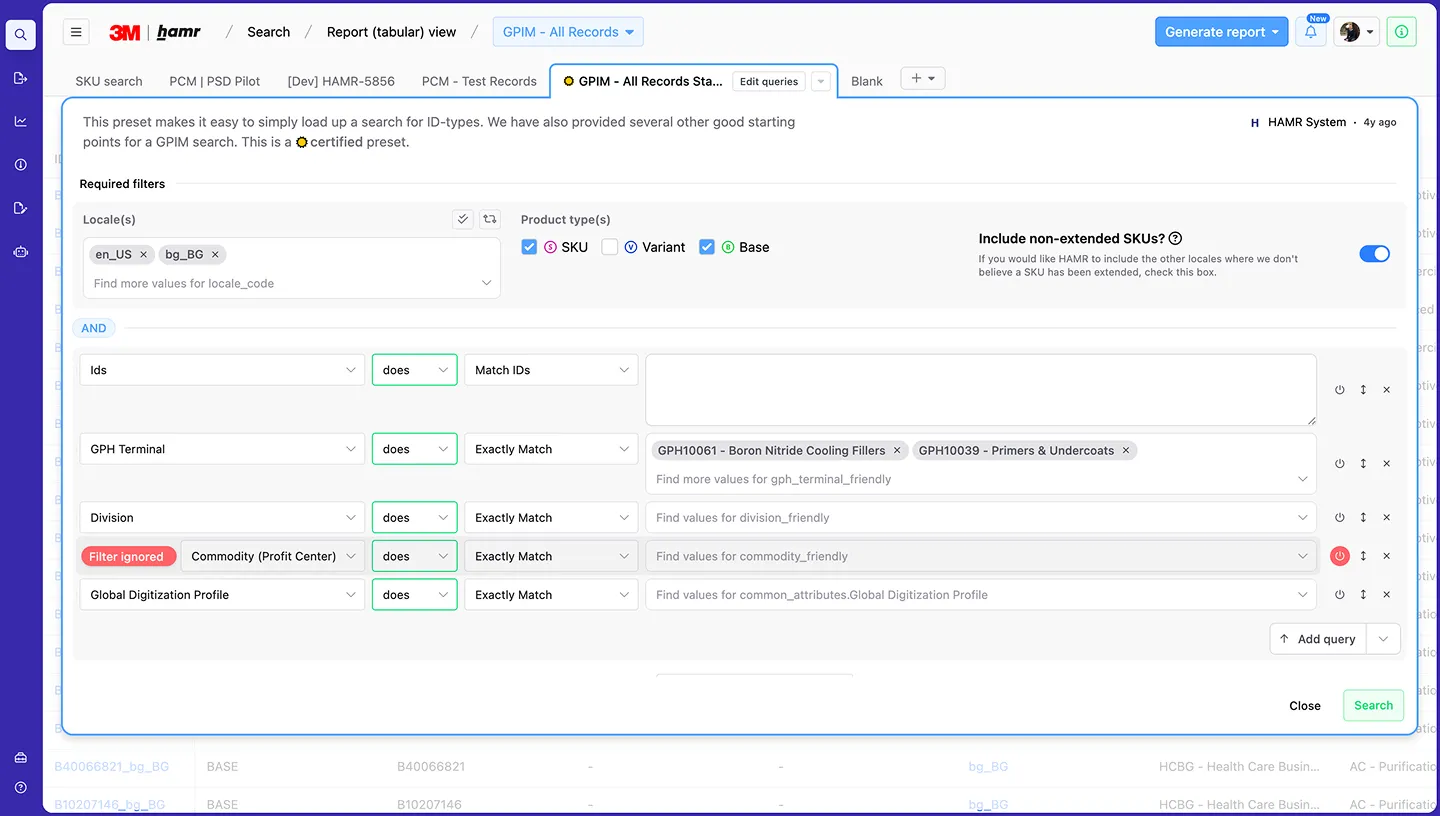 New
3M | hamr / Search / Report (tabular) view / GPIM - All Records Generate report
SKU search PCM | PSD Pilot [Dev] HAMR-5856 PCM - Test Records GPIM - All Records Sta... Edit queries Blank +
This preset makes it easy to simply load up a search for ID-types. We have also provided several other good starting
points for a GPIM search. This is a certified preset.
H HAMR System · 4y ago
Required filters
Locale(s)
en_US × bg_BG ×
Find more values for locale_code
Product type(s)
S SKU V Variant B Base
Include non-extended SKUs?
If you would like HAMR to include the other locales where we don't
believe a SKU has been extended, check this box.
AND
Ids does Match IDs
GPH Terminal does Exactly Match GPH10061 - Boron Nitride Cooling Fillers × GPH10039 - Primers & Undercoats ×
Find more values for gph_terminal_friendly
Division does Exactly Match Find values for division_friendly
Filter ignored Commodity (Profit Center) does Exactly Match Find values for commodity_friendly
Global Digitization Profile does Exactly Match Find values for common_attributes.Global Digitization Profile
Add query
Close Search
B40066821_bg_BG BASE B40066821 - - bg_BG HCBG - Health Care Busin... AC - Purificatio
B10207146_bg_BG BASE B10207146 - - bg_BG HCBG - Health Care Busin... AC - Purificatio